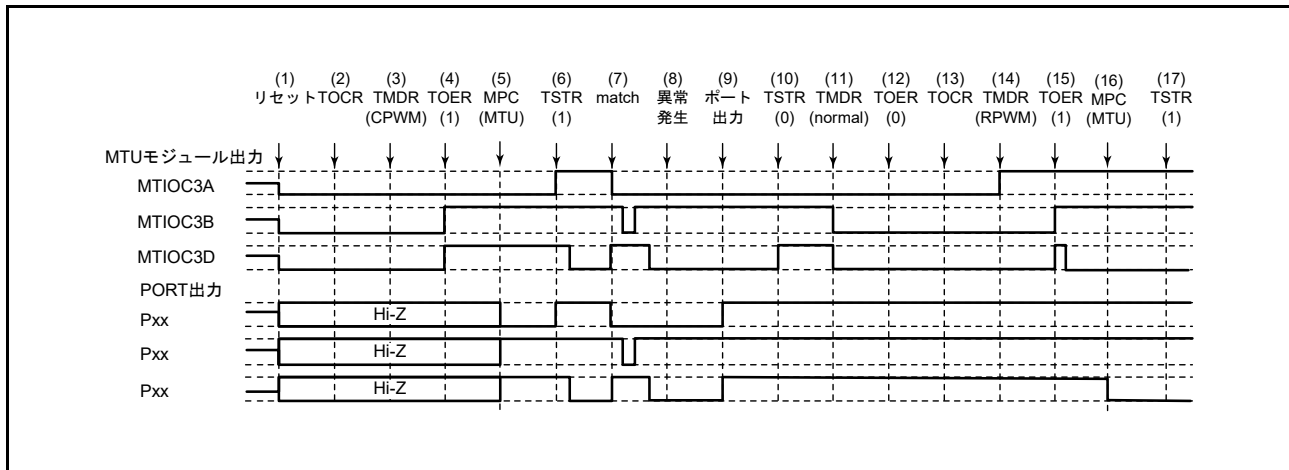 (1) (2) (3) (4) (5) (6) (7) (8) (9) (10) (11) (12) (13) (14) (15) (16) (17)
リセット TOCR TMDR TOER MPC TSTR match 異常 ポート TSTR TMDR TOER TOCR TMDR TOER MPC TSTR
(CPWM) (1) (MTU) (1) 発生 出力 (0) (normal) (0) (RPWM) (1) (MTU) (1)
MTUモジュール出力
MTIOC3A
MTIOC3B
MTIOC3D
PORT出力
Pxx Hi-Z
Pxx Hi-Z
Pxx Hi-Z